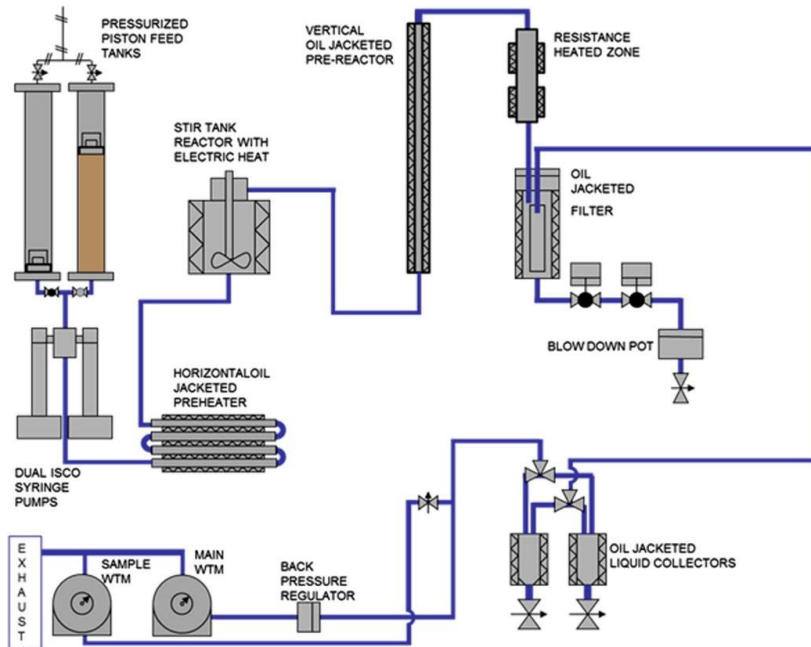 PRESSURIZED
PISTON FEED
TANKS
VERTICAL
OIL JACKETED
PRE-REACTOR
RESISTANCE
HEATED ZONE
STIR TANK
REACTOR WITH
ELECTRIC HEAT
OIL
JACKETED
FILTER
BLOW DOWN POT
HORIZONTALOIL
JACKETED
PREHEATER
DUAL ISCO
SYRINGE
PUMPS
EXHAUST
SAMPLE
WTM
MAIN
WTM
BACK
PRESSURE
REGULATOR
OIL JACKETED
LIQUID COLLECTORS